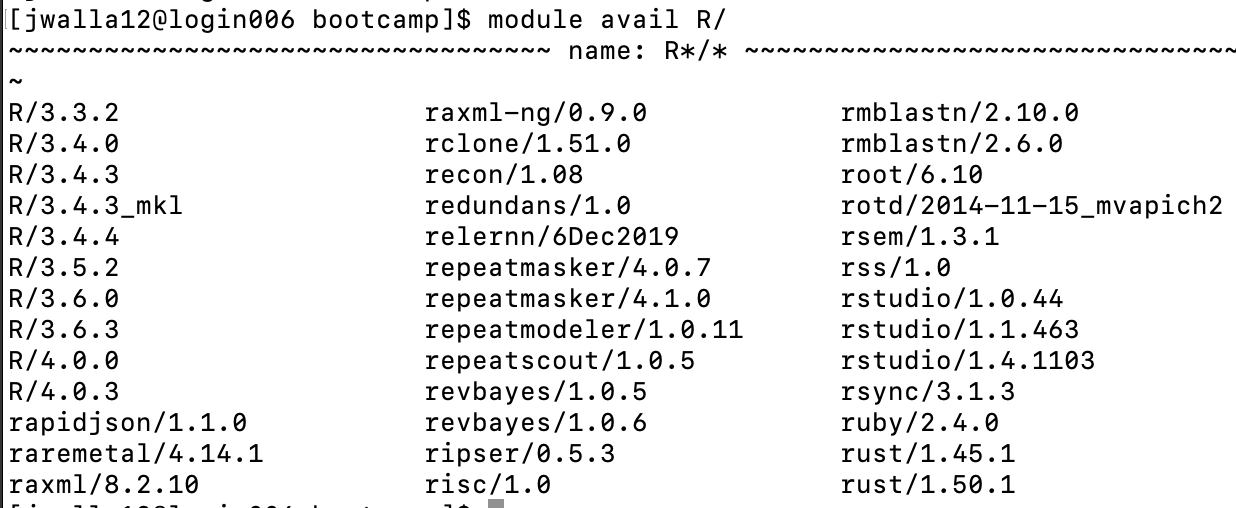 [jwalla12@login006 bootcamp]$ module avail R/
~~~~~~~~~~~~~~~~~~~~~~~~~~~~~~~~~~ name: R*/* ~~~~~~~~~~~~~~~~~~~~~~~~~~~~~~~
~
R/3.3.2 raxml-ng/0.9.0 rmblastn/2.10.0
R/3.4.0 rclone/1.51.0 rmblastn/2.6.0
R/3.4.3 recon/1.08 root/6.10
R/3.4.3_mkl redundans/1.0 rotd/2014-11-15_mvapich2
R/3.4.4 relernn/6Dec2019 rsem/1.3.1
R/3.5.2 repeatmasker/4.0.7 rss/1.0
R/3.6.0 repeatmasker/4.1.0 rstudio/1.0.44
R/3.6.3 repeatmodeler/1.0.11 rstudio/1.1.463
R/4.0.0 repeatscout/1.0.5 rstudio/1.4.1103
R/4.0.3 revbayes/1.0.5 rsync/3.1.3
rapidjson/1.1.0 revbayes/1.0.6 ruby/2.4.0
raremetal/4.14.1 ripser/0.5.3 rust/1.45.1
raxml/8.2.10 risc/1.0 rust/1.50.1
[jwalla12@login006 bootcamp]$